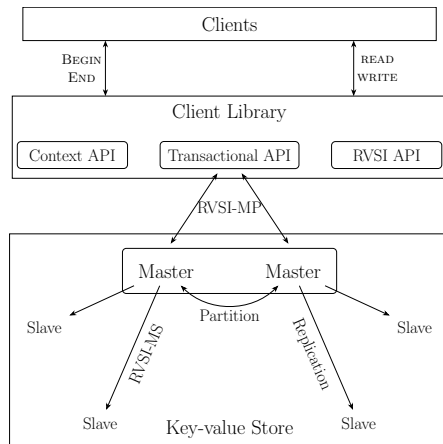 Clients
BEGIN
END
READ
WRITE
Client Library
Context API
Transactional API
RVSI API
RVSI-MP
Master
Master
Partition
Slave
Slave
RVSI-MS
Replication
Slave
Slave
Key-value Store